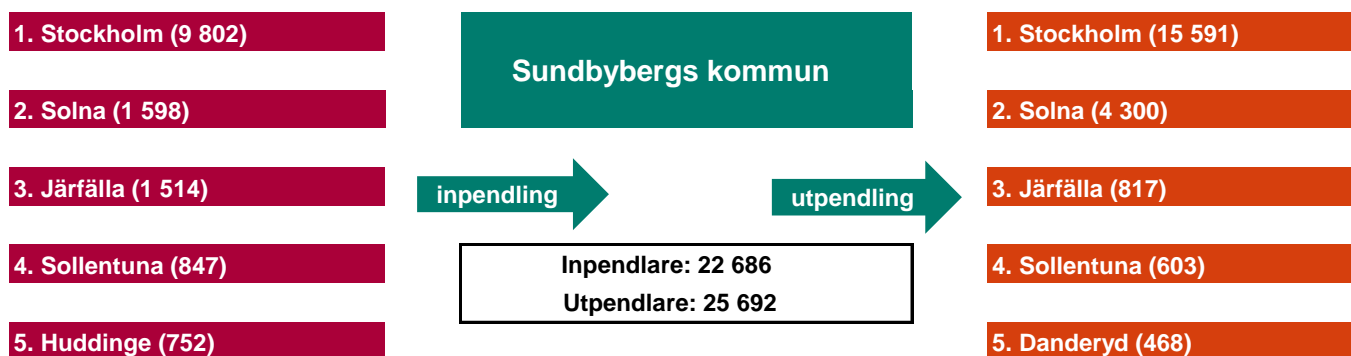 1. Stockholm (9 802)
2. Solna (1 598)
3. Järfälla (1 514)
4. Sollentuna (847)
5. Huddinge (752)
Sundbybergs kommun
inpendling
utpendling
Inpendlare: 22 686
Utpendlare: 25 692
1. Stockholm (15 591)
2. Solna (4 300)
3. Järfälla (817)
4. Sollentuna (603)
5. Danderyd (468)